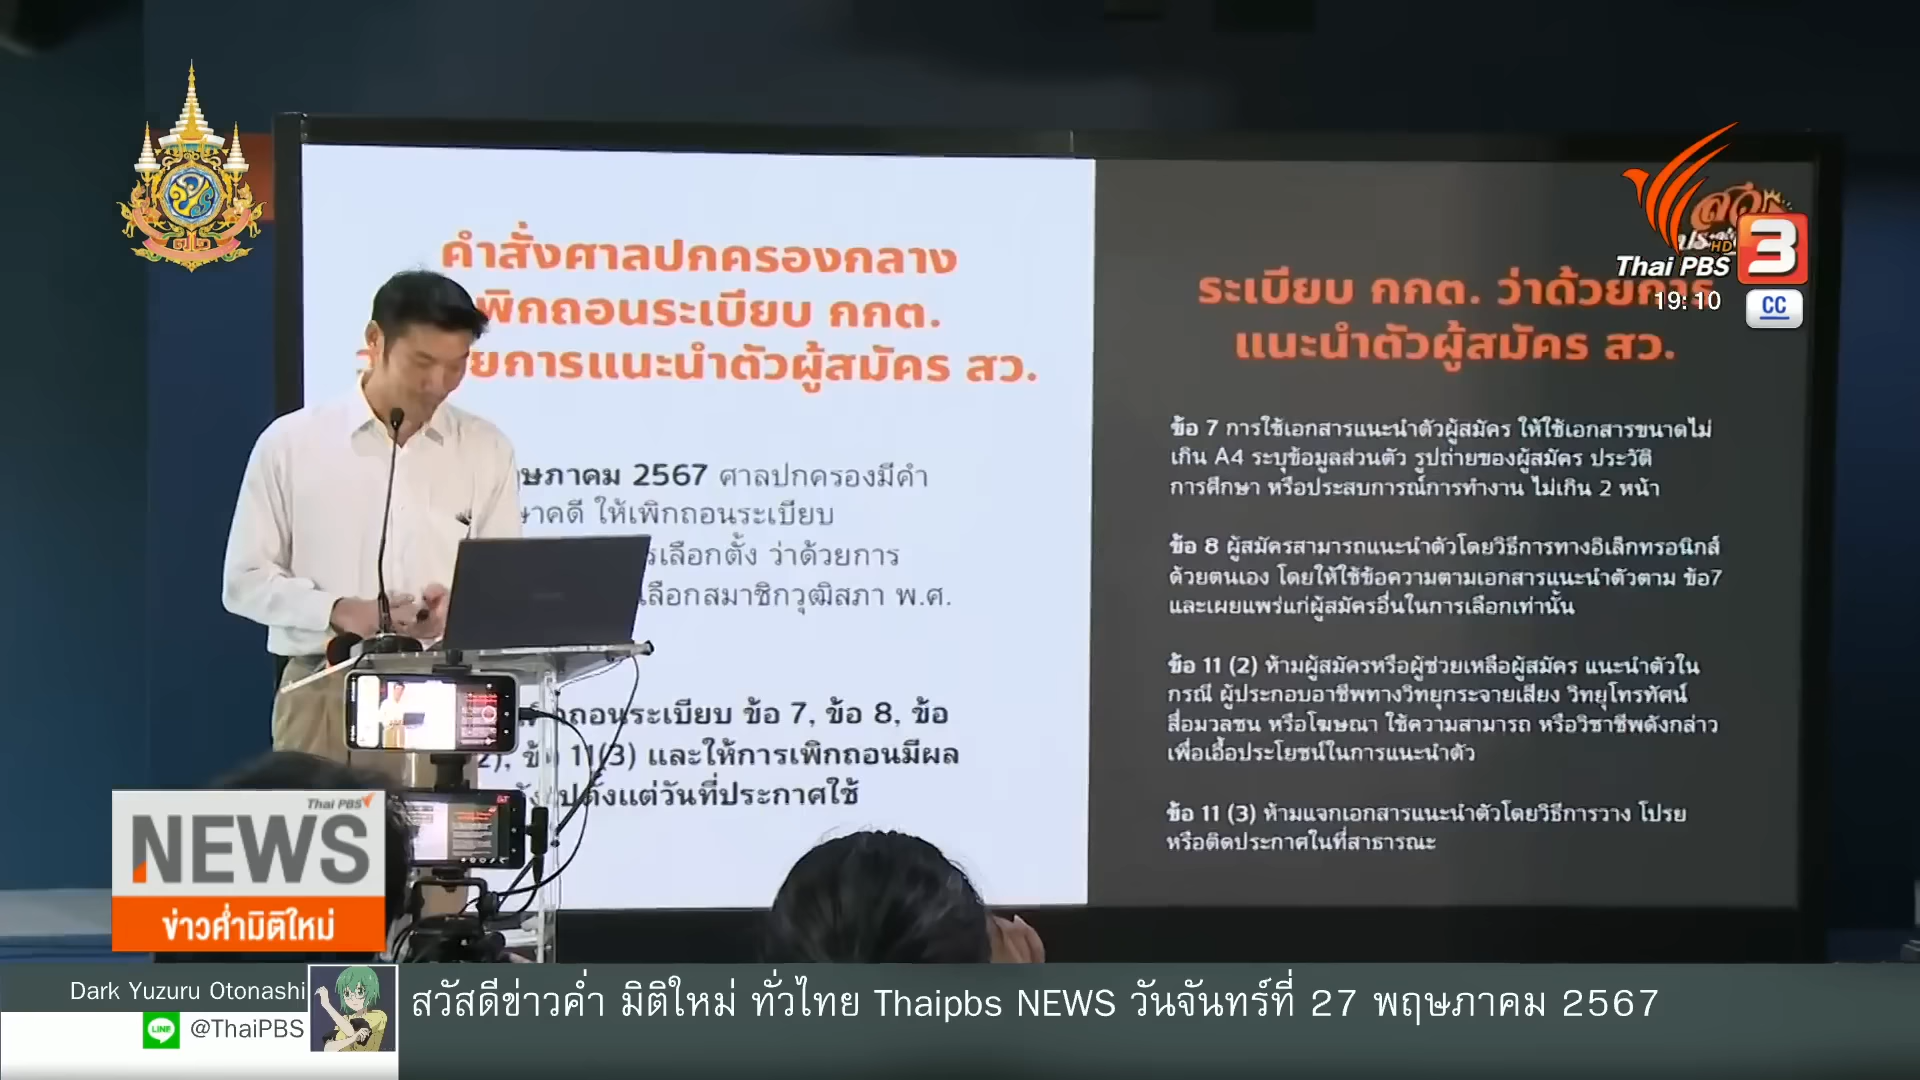 คำสั่งศาลปกครองกลาง
พิกถอนระเบียบ กกต.
ยการแนะนำตัวผู้สมัคร สว.
ษภาคม 2567 ศาลปกครองมีคำ
าคดี ให้เพิกถอนระเบียบ
รเลือกตั้ง ว่าด้วยการ
เลือกสมาชิกวุฒิสภา พ.ศ.
กถอนระเบียบ ข้อ 7, ข้อ 8, ข้อ
2), ข้ 11(3) และให้การเพิกถอนมีผล
ไปตั้งแต่วันที่ประกาศใช้
ระเบียบ กกต. ว่าด้วยการ
แนะนำตัวผู้สมัคร สว.
ข้อ 7 การใช้เอกสารแนะนำตัวผู้สมัคร ให้ใช้เอกสารขนาดไม่
เกิน A4 ระบุข้อมูลส่วนตัว รูปถ่ายของผู้สมัคร ประวัติ
การศึกษา หรือประสบการณ์การทำงาน ไม่เกิน 2 หน้า
ข้อ 8 ผู้สมัครสามารถแนะนำตัวโดยวิธีการทางอิเล็กทรอนิกส์
ด้วยตนเอง โดยให้ใช้ข้อความตามเอกสารแนะนำตัวตาม ข้อ7
และเผยแพร่แก่ผู้สมัครอื่นในการเลือกเท่านั้น
ข้อ 11 (2) ห้ามผู้สมัครหรือผู้ช่วยเหลือผู้สมัคร แนะนำตัวใน
กรณี ผู้ประกอบอาชีพทางวิทยุกระจายเสียง วิทยุโทรทัศน์
สื่อมวลชน หรือโฆษณา ใช้ความสามารถ หรือวิชาชีพดังกล่าว
เพื่อเอื้อประโยชน์ในการแนะนำตัว
ข้อ 11 (3) ห้ามแจกเอกสารแนะนำตัวโดยวิธีการวาง โปรย
หรือติดประกาศในที่สาธารณะ
สว
Thai PBS HD 3
19:10
CC
Thai PBS
NEWS
ข่าวค่ำมิติใหม่
Dark Yuzuru Otonashi
LINE @ThaiPBS
สวัสดีข่าวค่ำ มิติใหม่ ทั่วไทย Thaipbs NEWS วันจันทร์ที่ 27 พฤษภาคม 2567